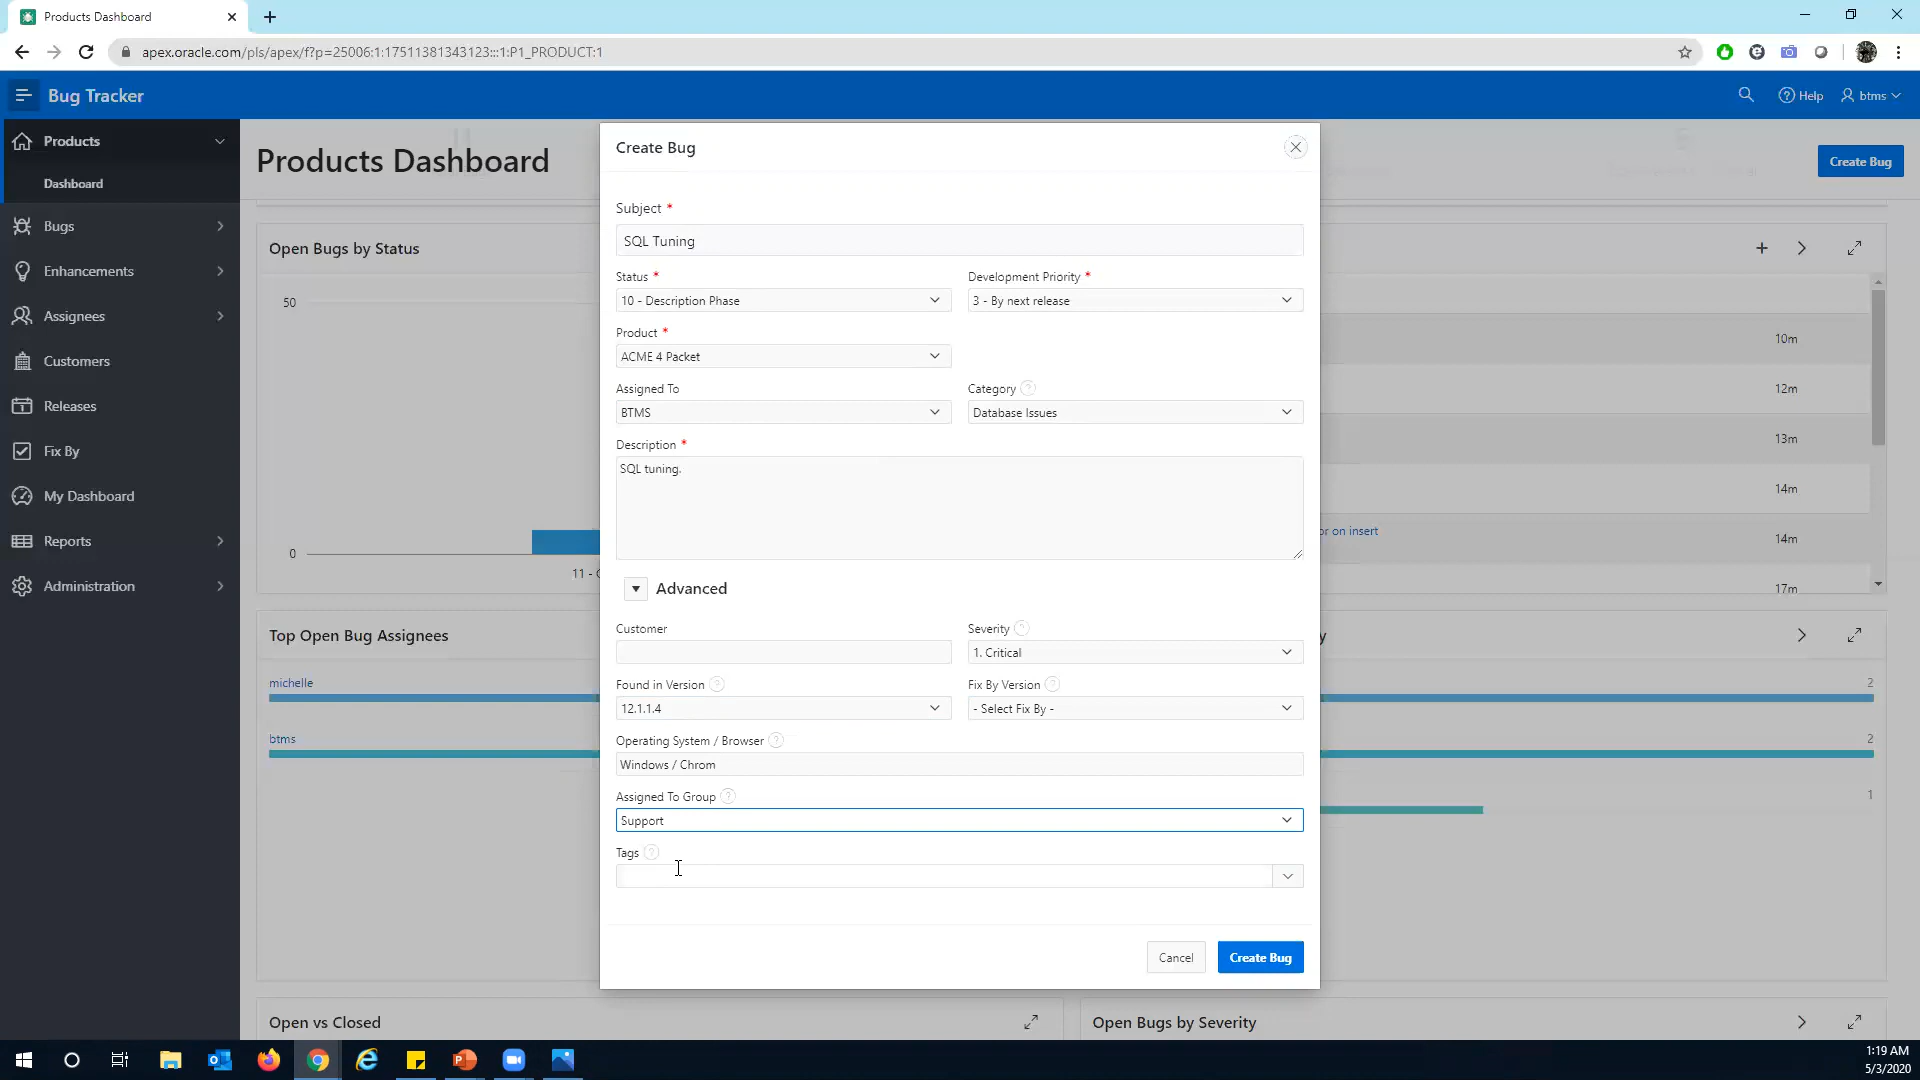 Products Dashboard
apex.oracle.com/pls/apex/f?p=25006:1:17511381343123:::1:P1_PRODUCT:1
Bug Tracker
Help
btms
Products
Dashboard
Bugs
Enhancements
Assignees
Customers
Releases
Fix By
My Dashboard
Reports
Administration
Products Dashboard
Create Bug
Open Bugs by Status
50
0
11 -
10m
12m
13m
14m
or on insert
14m
17m
Top Open Bug Assignees
michelle
btms
y
2
2
1
Open vs Closed
Open Bugs by Severity
Create Bug
Subject *
SQL Tuning
Status *
10 - Description Phase
Development Priority *
3 - By next release
Product *
ACME 4 Packet
Assigned To
BTMS
Category ?
Database Issues
Description *
SQL tuning.
Advanced
Customer
Severity ?
1. Critical
Found in Version ?
12.1.1.4
Fix By Version ?
- Select Fix By -
Operating System / Browser ?
Windows / Chrom
Assigned To Group ?
Support
Tags ?
Cancel
Create Bug
1:19 AM
5/3/2020